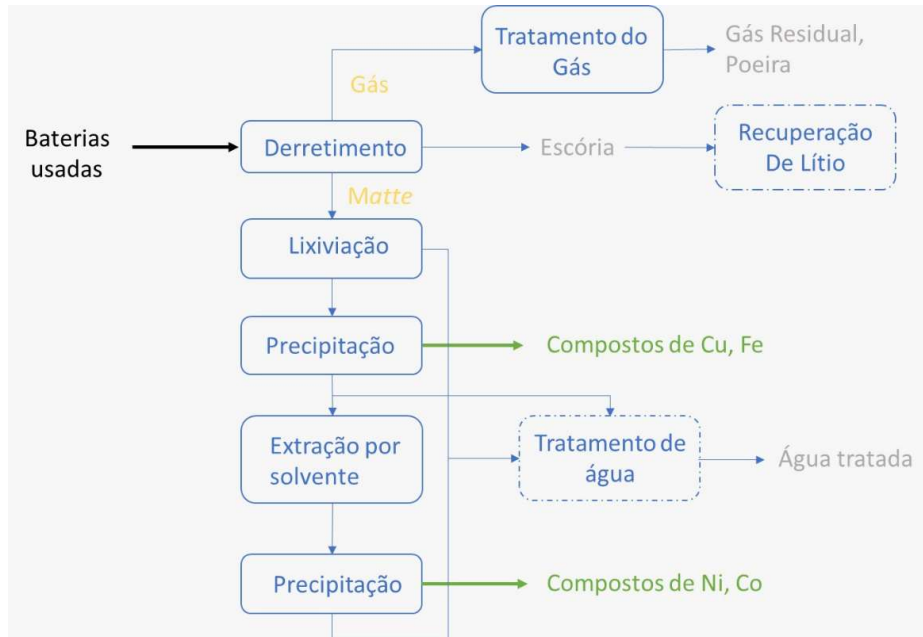 Tratamento do
Gás
Gás Residual,
Poeira
Gás
Baterias
usadas
Derretimento
Escória
Recuperação
De Lítio
Matte
Lixiviação
Precipitação
Compostos de Cu, Fe
Extração por
solvente
Tratamento de
água
Água tratada
Precipitação
Compostos de Ni, Co